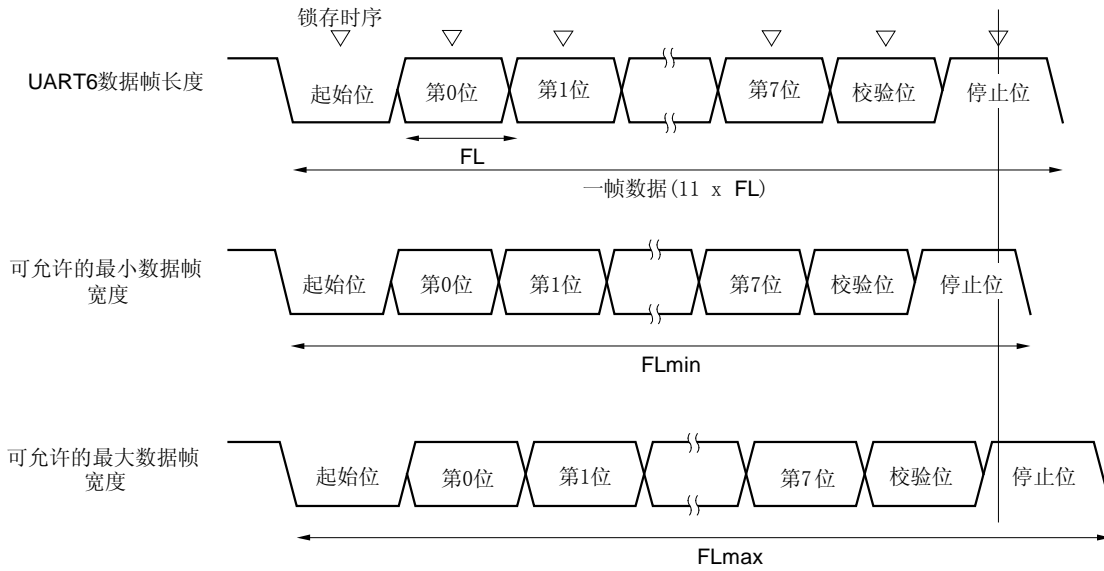 锁存时序
UART6数据帧长度
起始位
第0位
第1位
第7位
校验位
停止位
FL
一帧数据(11 x FL)
可允许的最小数据帧
宽度
起始位
第0位
第1位
第7位
校验位
停止位
FLmin
可允许的最大数据帧
宽度
起始位
第0位
第1位
第7位
校验位
停止位
FLmax